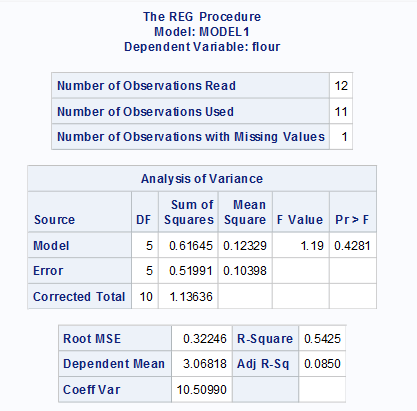 The REG Procedure
Model: MODEL1
Dependent Variable: flour
Number of Observations Read 12
Number of Observations Used 11
Number of Observations with Missing Values 1
Analysis of Variance
Source DF Sum of Squares Mean Square F Value Pr > F
Model 5 0.61645 0.12329 1.19 0.4281
Error 5 0.51991 0.10398
Corrected Total 10 1.13636
Root MSE 0.32246 R-Square 0.5425
Dependent Mean 3.06818 Adj R-Sq 0.0850
Coeff Var 10.50990